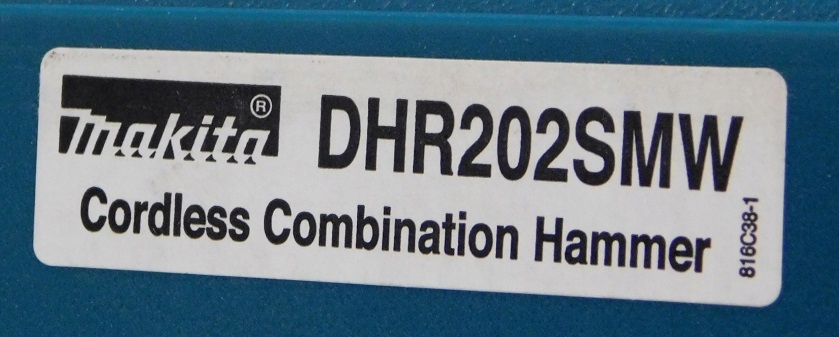 makita® DHR202SMW
Cordless Combination Hammer
816C38-1